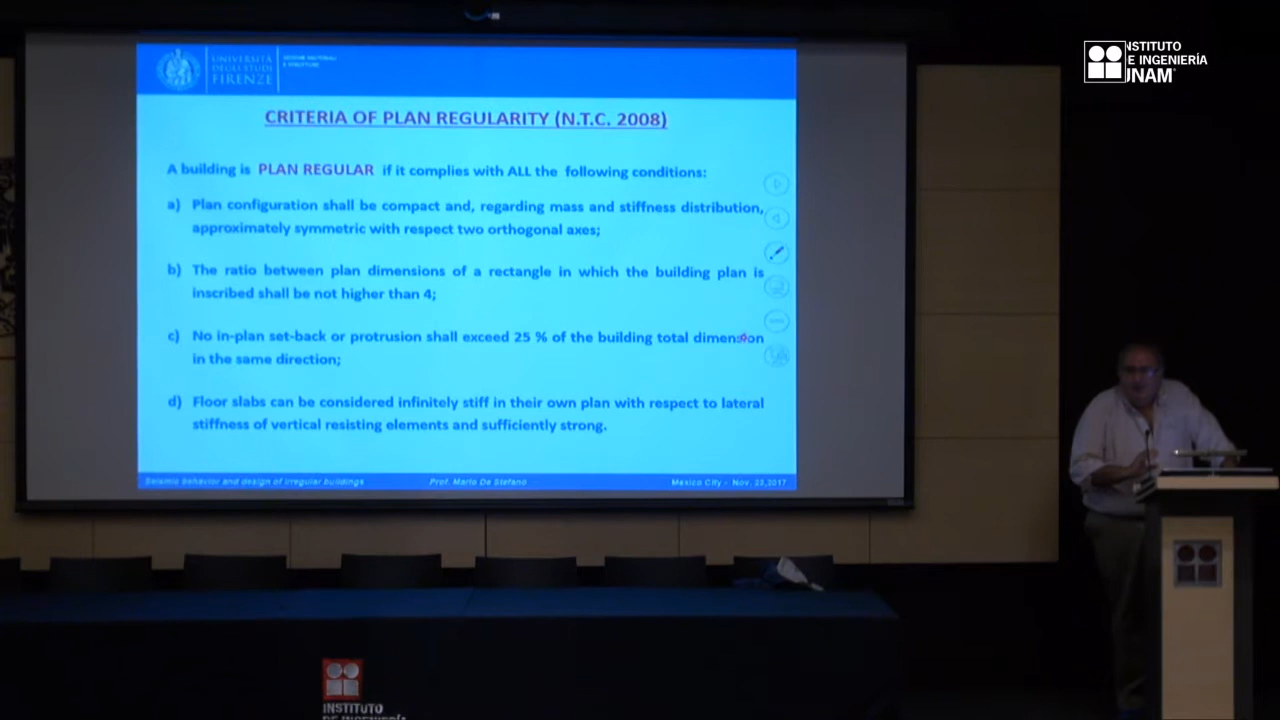 UNIVERSITÀ
DEGLI STUDI
FIRENZE
INSTITUTO
DE INGENIERÍA
UNAM
CRITERIA OF PLAN REGULARITY (N.T.C. 2008)
A building is PLAN REGULAR if it complies with ALL the following conditions:
a) Plan configuration shall be compact and, regarding mass and stiffness distribution,
approximately symmetric with respect two orthogonal axes;
b) The ratio between plan dimensions of a rectangle in which the building plan is
inscribed shall be not higher than 4;
c) No in-plan set-back or protrusion shall exceed 25 % of the building total dimension
in the same direction;
d) Floor slabs can be considered infinitely stiff in their own plan with respect to lateral
stiffness of vertical resisting elements and sufficiently strong.
Seismic behavior and design of irregular buildings Prof. Mario De Stefano Mexico City - Nov. 23,2017
INSTITUTO
DE INGENIERÍA